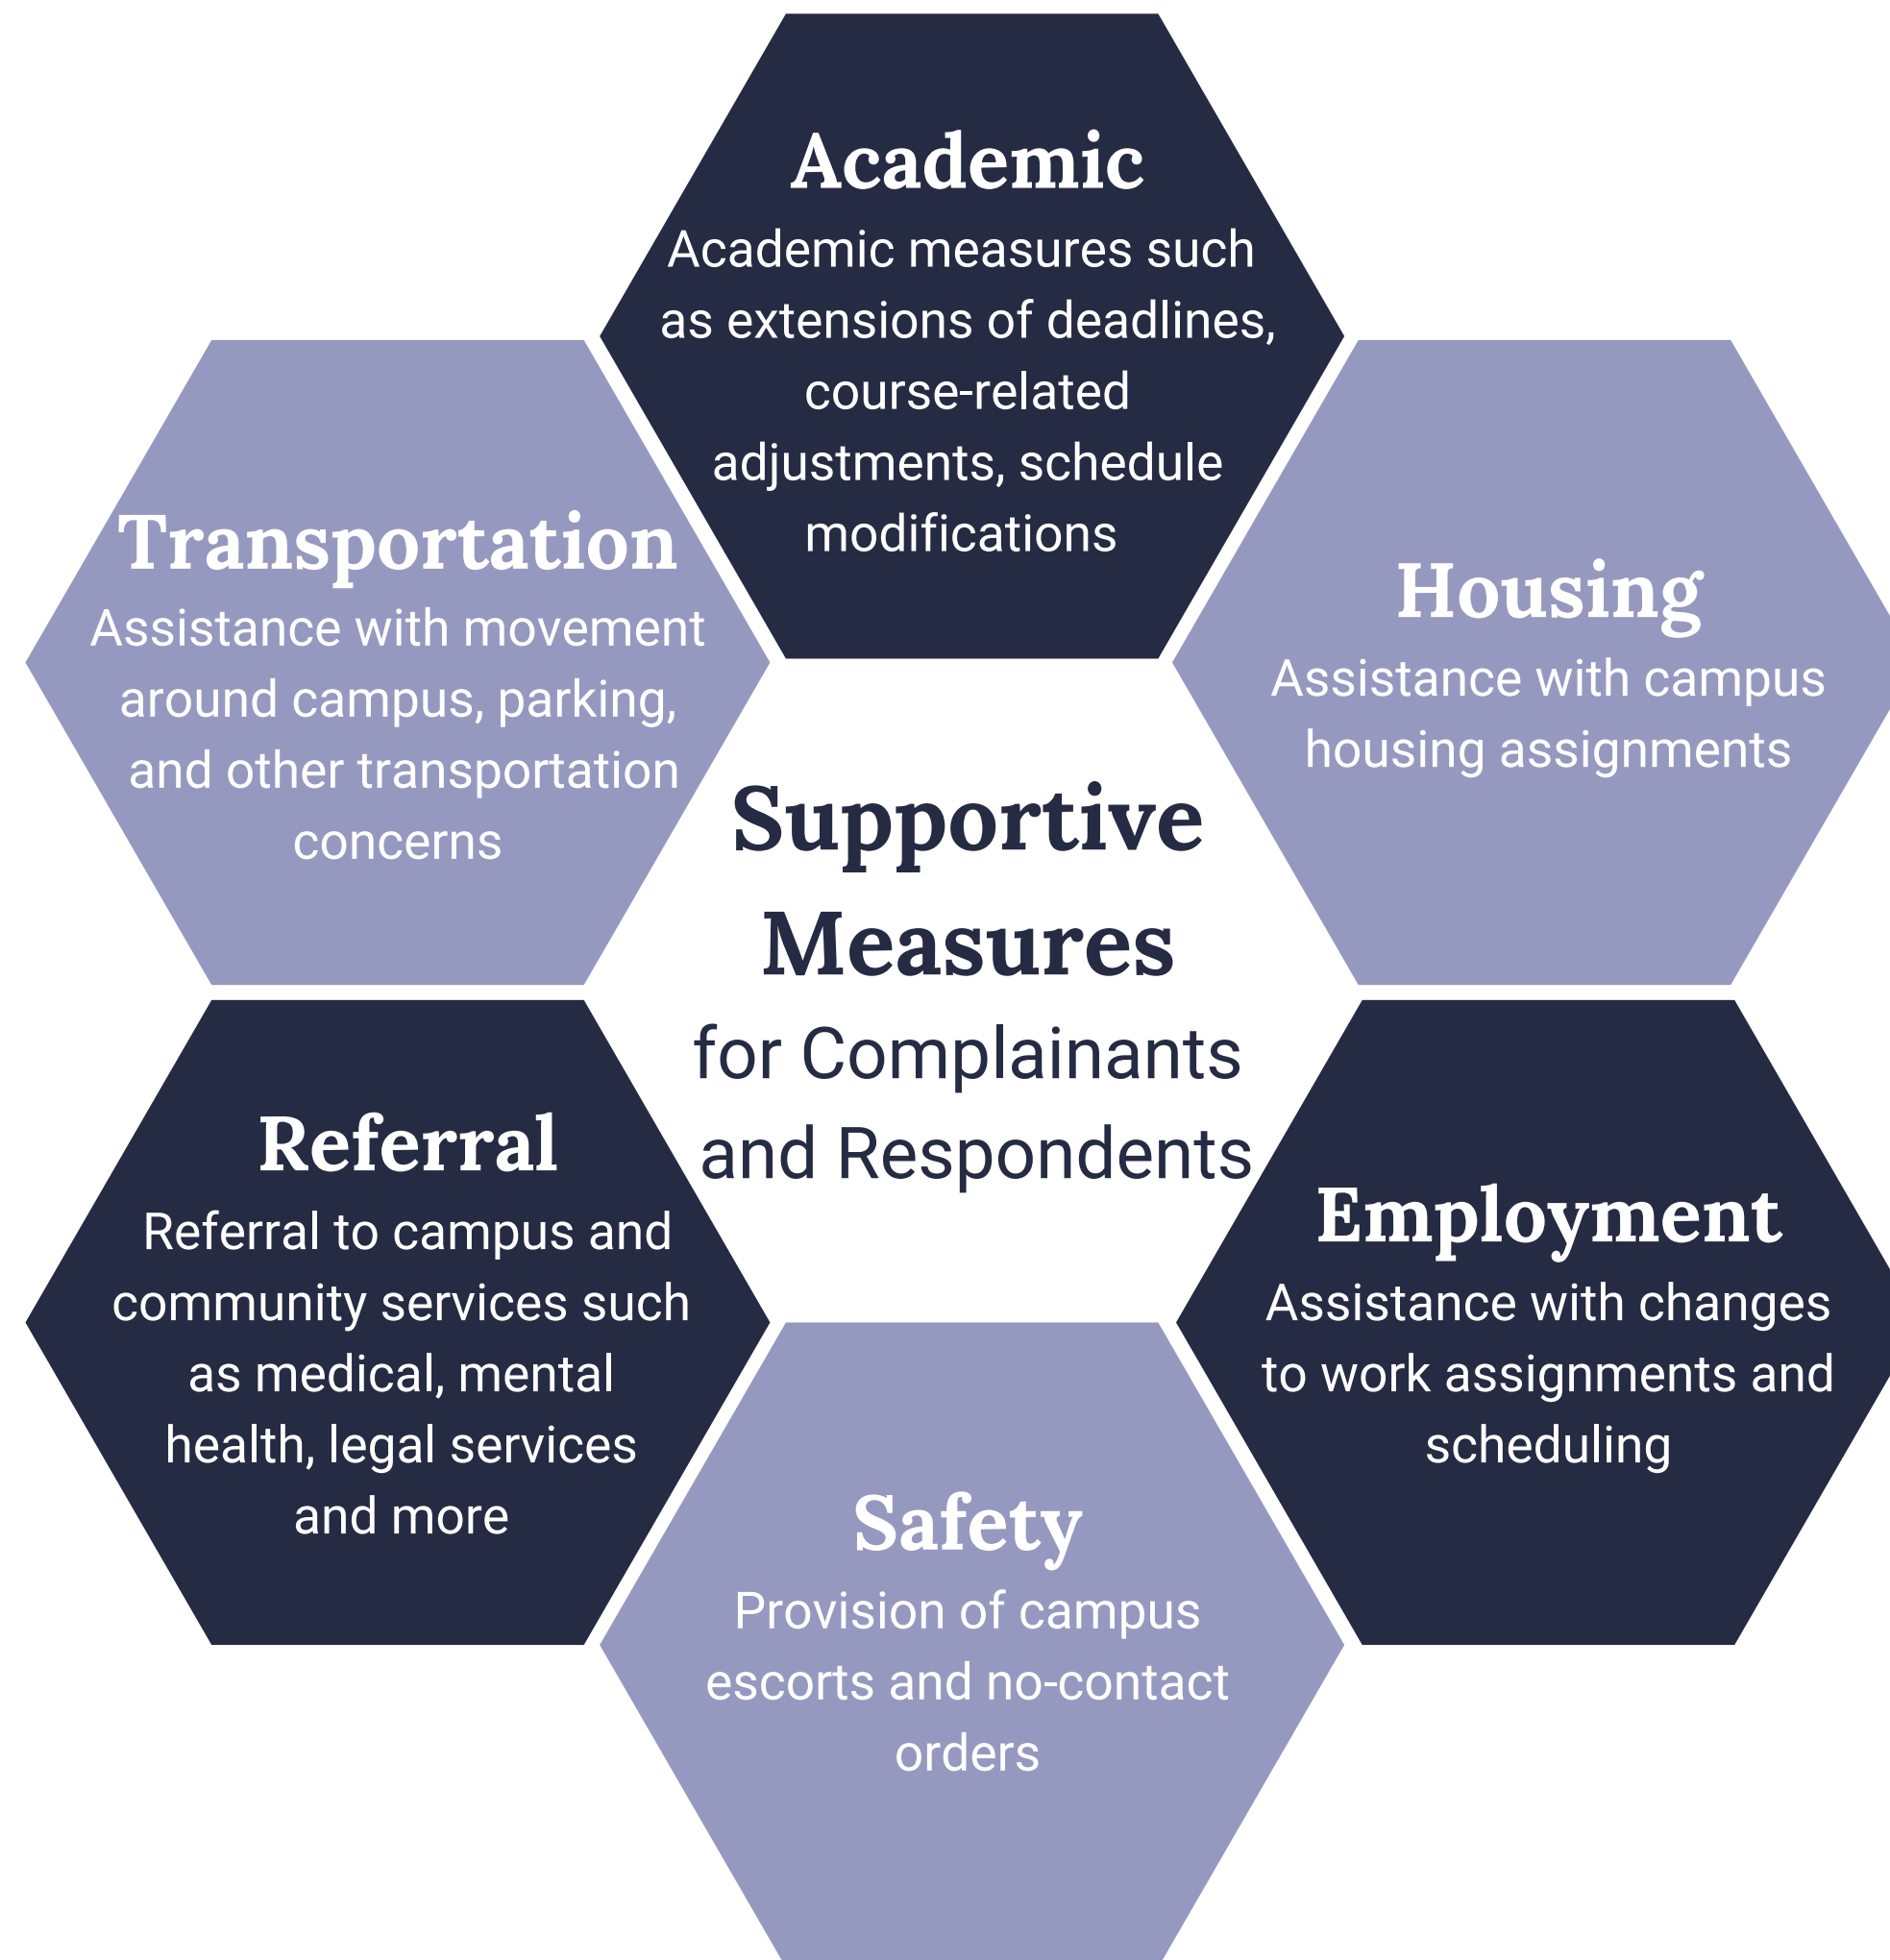 Academic
Academic measures such
as extensions of deadlines,
course-related
adjustments, schedule
modifications
Transportation
Assistance with movement
around campus, parking,
and other transportation
concerns
Housing
Assistance with campus
housing assignments
Supportive
Measures
for Complainants
and Respondents
Referral
Referral to campus and
community services such
as medical, mental
health, legal services
and more
Employment
Assistance with changes
to work assignments and
scheduling
Safety
Provision of campus
escorts and no-contact
orders